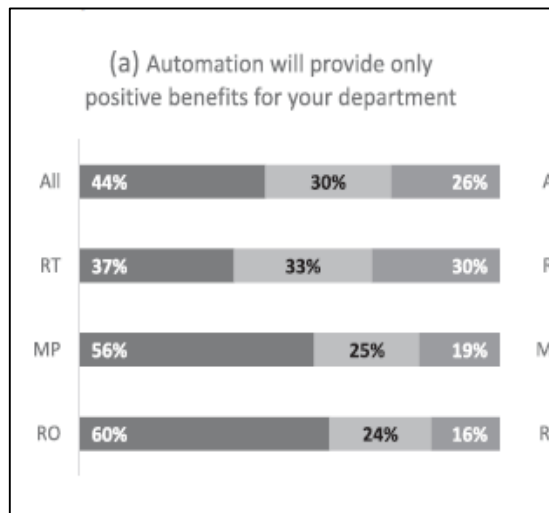 (a) Automation will provide only
positive benefits for your department
All 44% 30% 26%
RT 37% 33% 30%
MP 56% 25% 19%
RO 60% 24% 16%